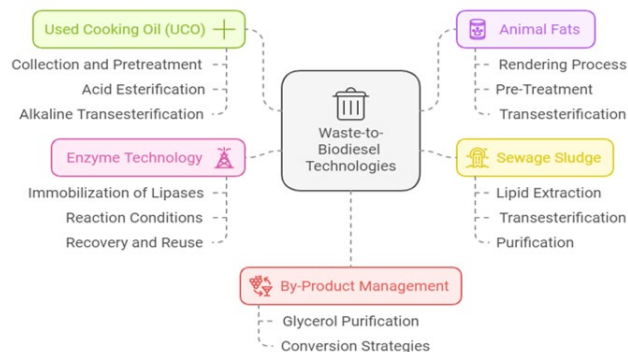 Used Cooking Oil (UCO)
Collection and Pretreatment
Acid Esterification
Alkaline Transesterification
Enzyme Technology
Immobilization of Lipases
Reaction Conditions
Recovery and Reuse
Waste-to-
Biodiesel
Technologies
Animal Fats
Rendering Process
Pre-Treatment
Transesterification
Sewage Sludge
Lipid Extraction
Transesterification
Purification
By-Product Management
Glycerol Purification
Conversion Strategies